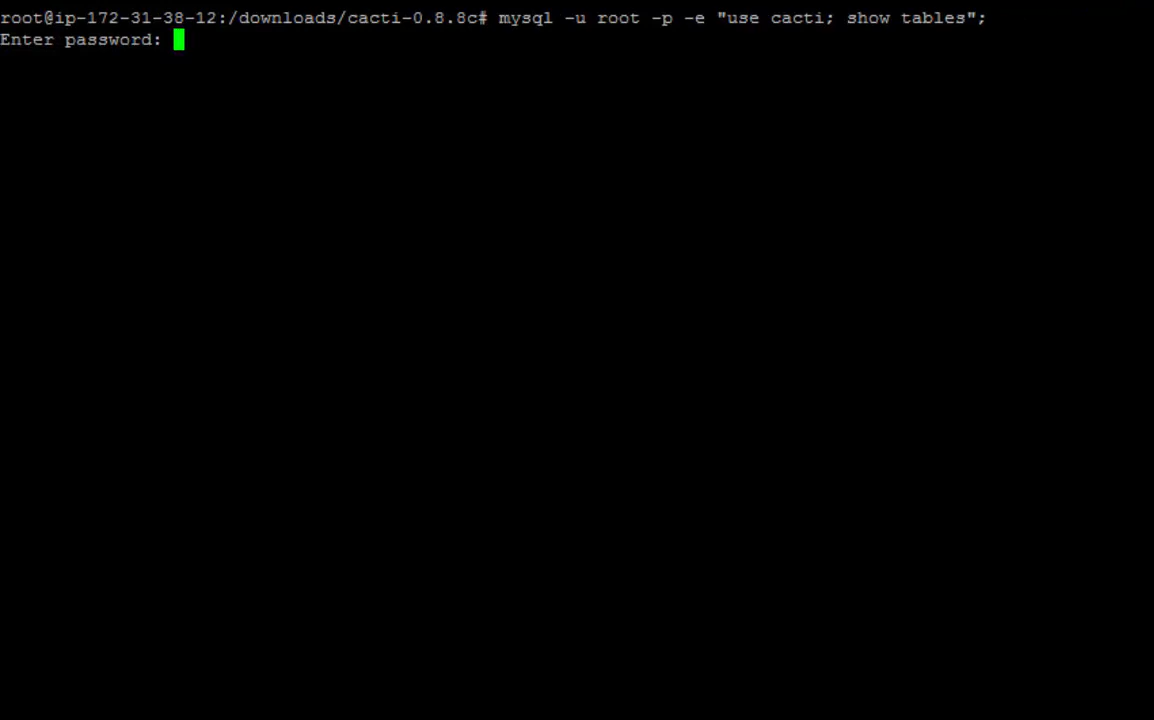 root@ip-172-31-38-12:/downloads/cacti-0.8.8c# mysql -u root -p -e "use cacti; show tables";
Enter password: